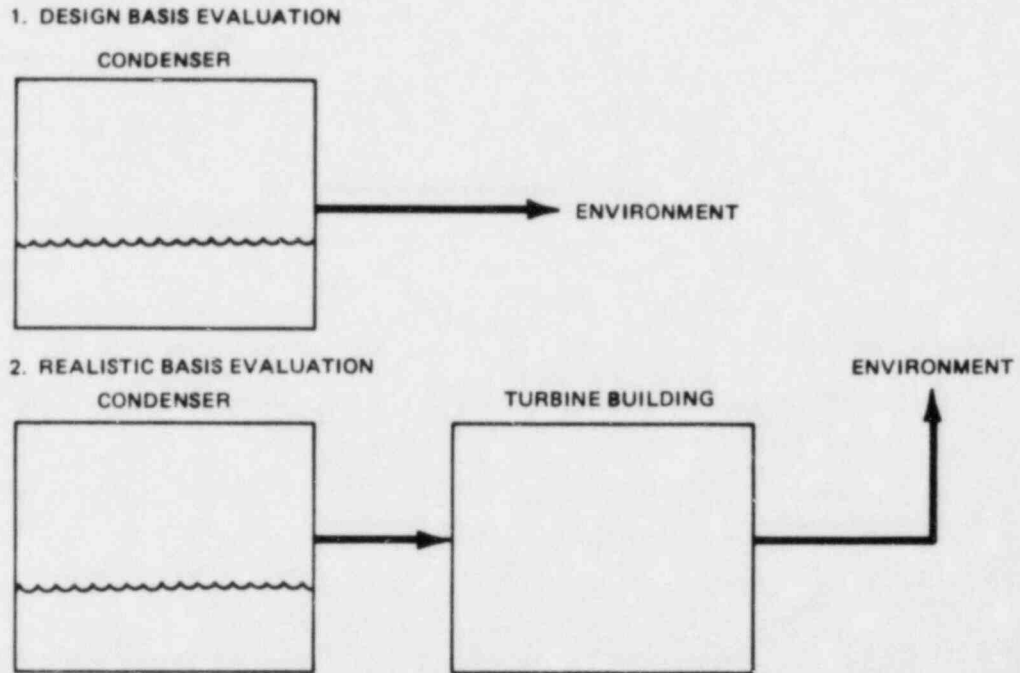 1. DESIGN BASIS EVALUATION
CONDENSER
ENVIRONMENT
2. REALISTIC BASIS EVALUATION
ENVIRONMENT
CONDENSER
TURBINE BUILDING